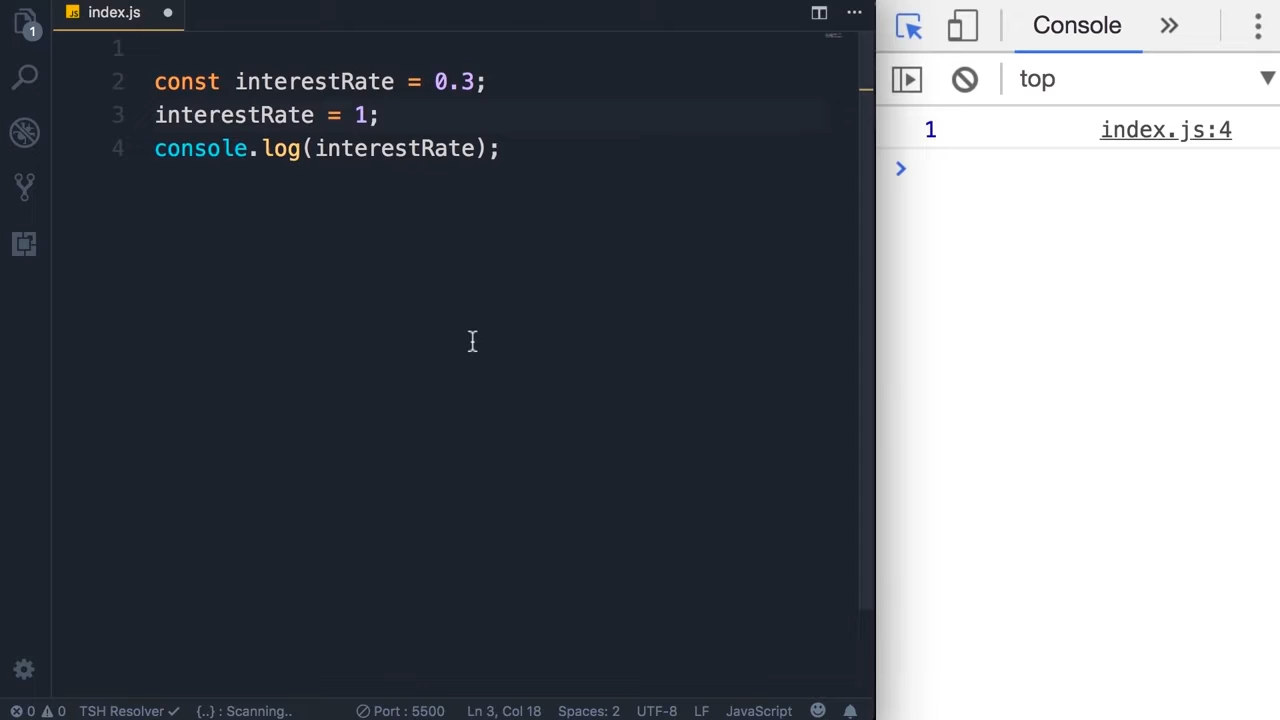 index.js
1
1
2 const interestRate = 0.3;
3 interestRate = 1;
4 console.log(interestRate);
0 0 TSH Resolver {..} : Scanning.. Port : 5500 Ln 3, Col 18 Spaces: 2 UTF-8 LF JavaScript
Console »
top
1 index.js:4